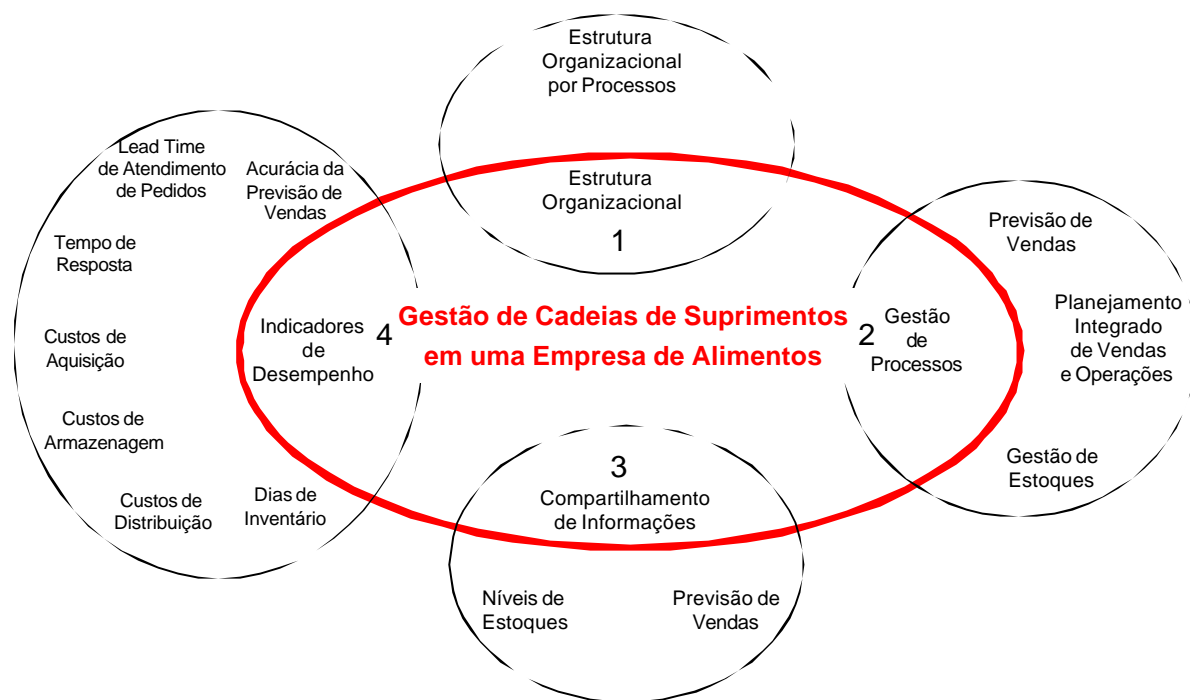 Estrutura
Organizacional
por Processos
Estrutura
Organizacional
1
Lead Time
de Atendimento
de Pedidos
Acurácia da
Previsão de
Vendas
Tempo de
Resposta
Custos de
Aquisição
Custos de
Armazenagem
Custos de
Distribuição
Dias de
Inventário
Indicadores
de
Desempenho
4
Gestão de Cadeias de Suprimentos
em uma Empresa de Alimentos
2
Gestão
de
Processos
Previsão de
Vendas
Planejamento
Integrado
de Vendas
e Operações
Gestão de
Estoques
3
Compartilhamento
de Informações
Níveis de
Estoques
Previsão de
Vendas